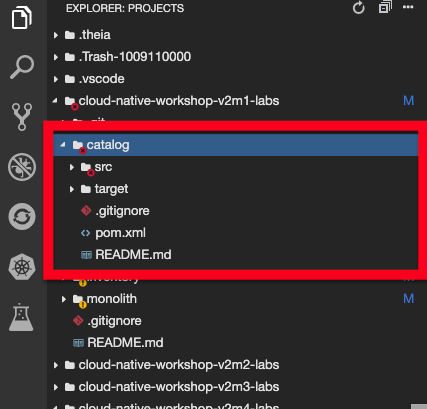 EXPLORER: PROJECTS
.theia
.Trash-1009110000
.vscode
cloud-native-workshop-v2m1-labs M
.git
catalog
src
target
.gitignore
pom.xml
README.md
inventory
monolith M
.gitignore
README.md
cloud-native-workshop-v2m2-labs
cloud-native-workshop-v2m3-labs
cloud-native-workshop-v2m4-labs